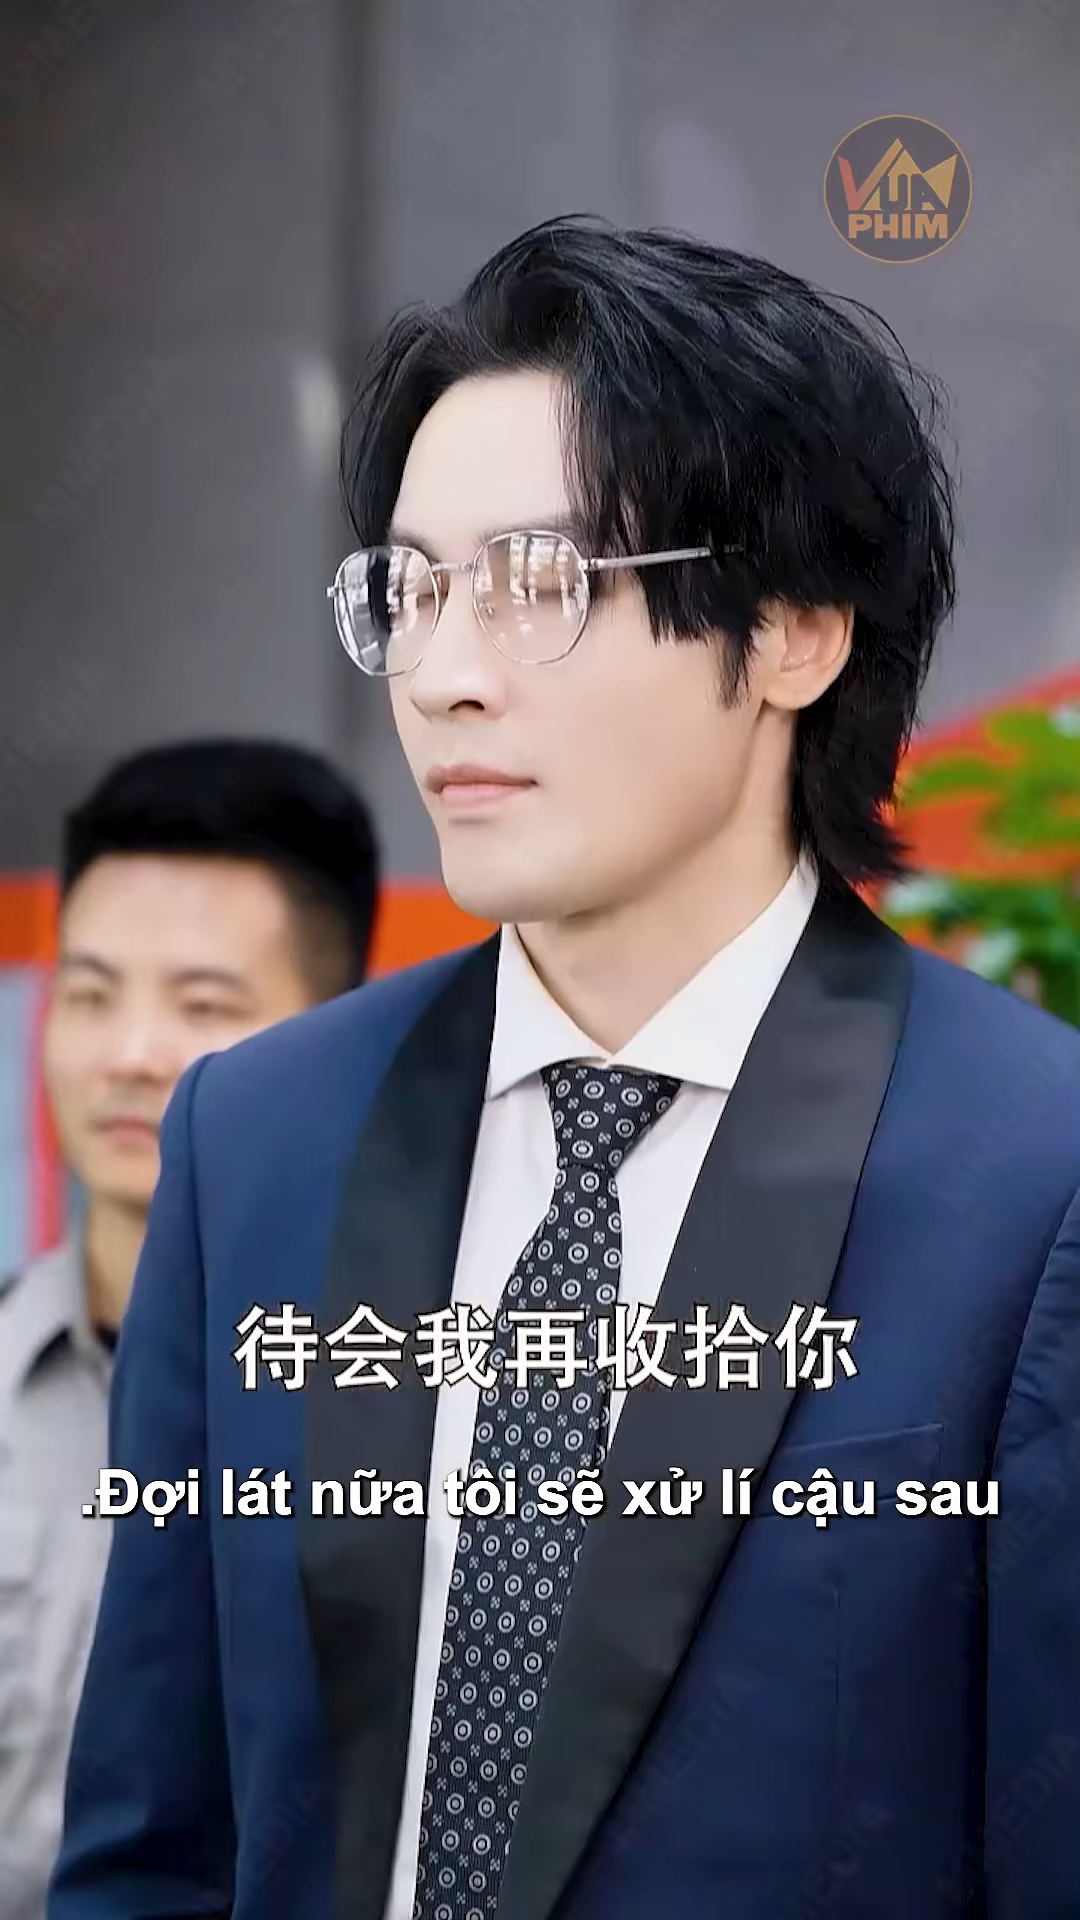 VUA
PHIM
待会我再收拾你
.Đợi lát nữa tôi sẽ xử lí cậu sau